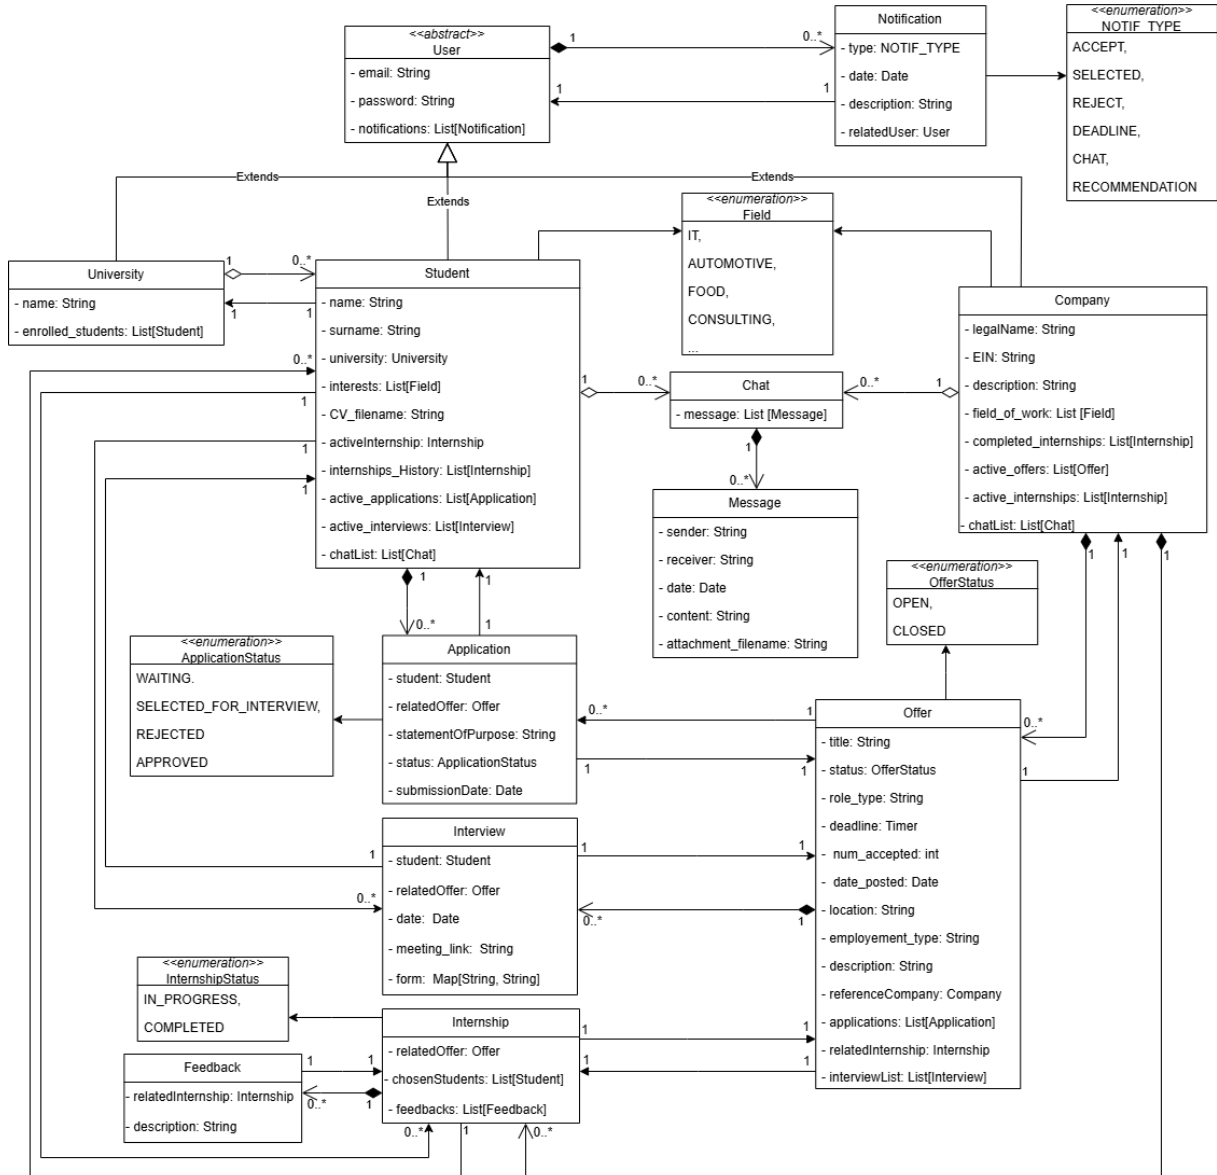 <<abstract>>
User
- email: String
- password: String
- notifications: List[Notification]
1
0..*
1
1
Notification
- type: NOTIF_TYPE
- date: Date
- description: String
- relatedUser: User
<<enumeration>>
NOTIF_TYPE
ACCEPT,
SELECTED,
REJECT,
DEADLINE,
CHAT,
RECOMMENDATION
Extends
Extends
Extends
<<enumeration>>
Field
IT,
AUTOMOTIVE,
FOOD,
CONSULTING,
...
University
- name: String
- enrolled_students: List[Student]
1
0..*
1
1
0..*
1
1
1
Student
- name: String
- surname: String
- university: University
- interests: List[Field]
- CV_filename: String
- activeInternship: Internship
- internships_History: List[Internship]
- active_applications: List[Application]
- active_interviews: List[Interview]
- chatList: List[Chat]
1
0..*
Chat
- message: List [Message]
0..*
1
1
0..*
Company
- legalName: String
- EIN: String
- description: String
- field_of_work: List [Field]
- completed_internships: List[Internship]
- active_offers: List[Offer]
- active_internships: List[Internship]
- chatList: List[Chat]
1
1
1
Message
- sender: String
- receiver: String
- date: Date
- content: String
- attachment_filename: String
<<enumeration>>
OfferStatus
OPEN,
CLOSED
1
1
0..*
1
<<enumeration>>
ApplicationStatus
WAITING.
SELECTED_FOR_INTERVIEW,
REJECTED
APPROVED
Application
- student: Student
- relatedOffer: Offer
- statementOfPurpose: String
- status: ApplicationStatus
- submissionDate: Date
0..*
1
1
1
0..*
1
Offer
- title: String
- status: OfferStatus
- role_type: String
- deadline: Timer
- num_accepted: int
- date_posted: Date
- location: String
- employement_type: String
- description: String
- referenceCompany: Company
- applications: List[Application]
- relatedInternship: Internship
- interviewList: List[Interview]
Interview
- student: Student
- relatedOffer: Offer
- date: Date
- meeting_link: String
- form: Map[String, String]
1
0..*
1
1
0..*
1
<<enumeration>>
InternshipStatus
IN_PROGRESS,
COMPLETED
Internship
- relatedOffer: Offer
- chosenStudents: List[Student]
- feedbacks: List[Feedback]
1
1
1
1
Feedback
- relatedInternship: Internship
- description: String
1
1
0..*
1
0..*
1
0..*